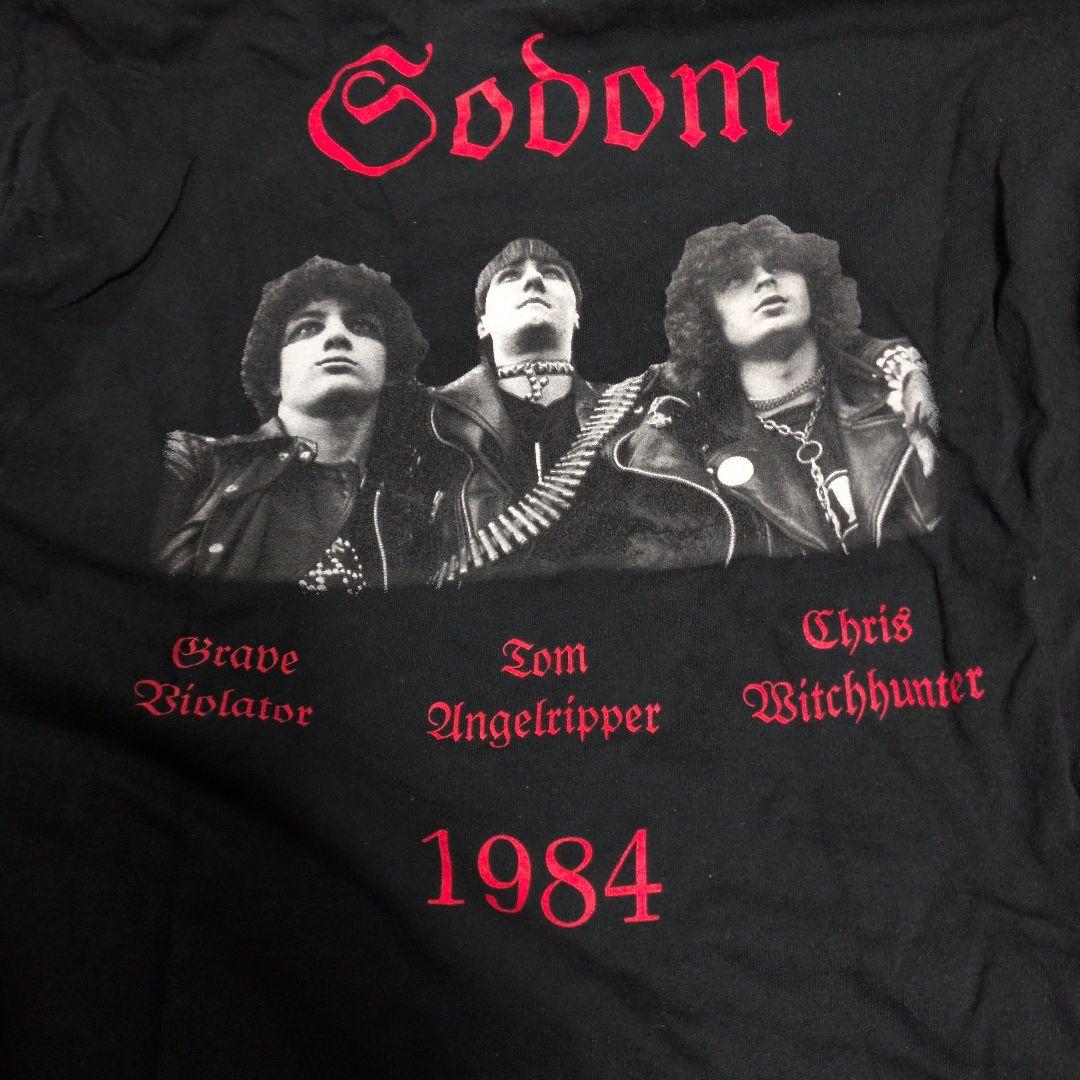 Sodom
Grave
Violator
Tom
Angelripper
Chris
Witchhunter
1984